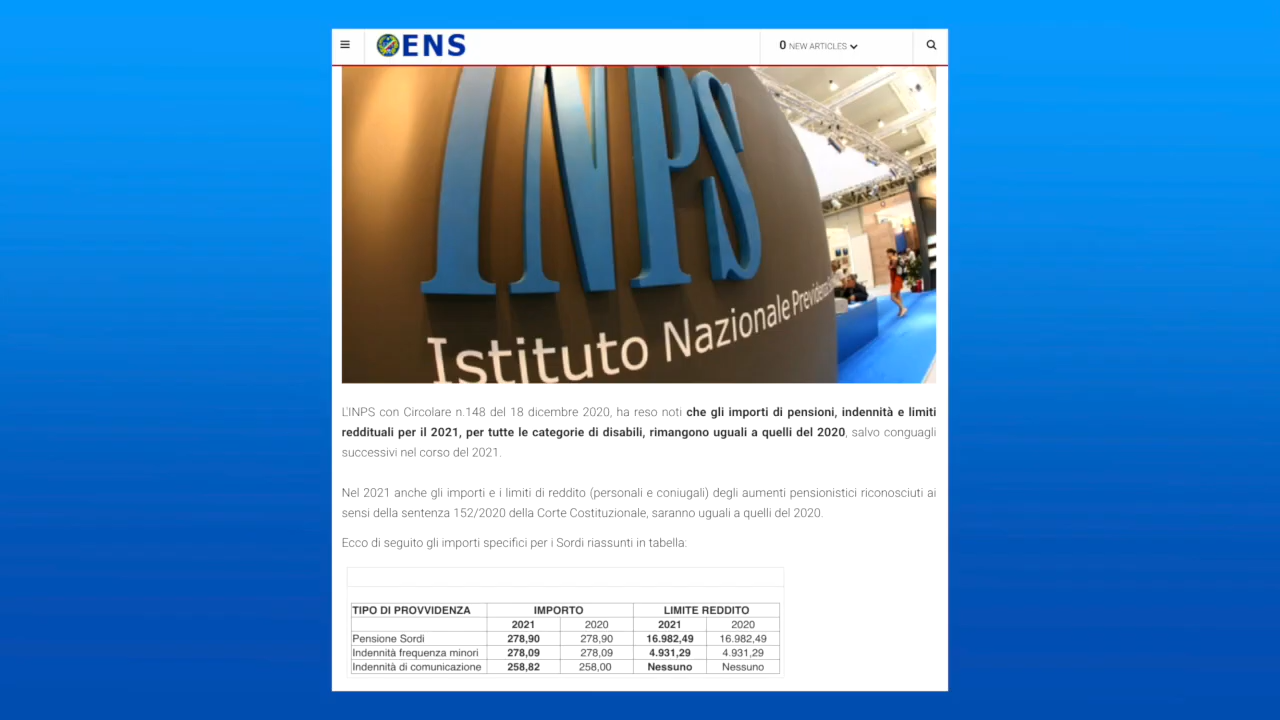 ENS
0 NEW ARTICLES
INPS
Istituto Nazionale
L'INPS con Circolare n.148 del 18 dicembre 2020, ha reso noti che gli importi di pensioni, indennità e limiti
reddituali per il 2021, per tutte le categorie di disabili, rimangono uguali a quelli del 2020, salvo conguagli
successivi nel corso del 2021.
Nel 2021 anche gli importi e i limiti di reddito (personali e coniugali) degli aumenti pensionistici riconosciuti ai
sensi della sentenza 152/2020 della Corte Costituzionale, saranno uguali a quelli del 2020.
Ecco di seguito gli importi specifici per i Sordi riassunti in tabella:
TIPO DI PROVVIDENZA IMPORTO LIMITE REDDITO
2021 2020 2021 2020
Pensione Sordi 278,90 278,90 16.982,49 16.982,49
Indennità frequenza minori 278,09 278,09 4.931,29 4.931,29
Indennità di comunicazione 258,82 258,00 Nessuno Nessuno